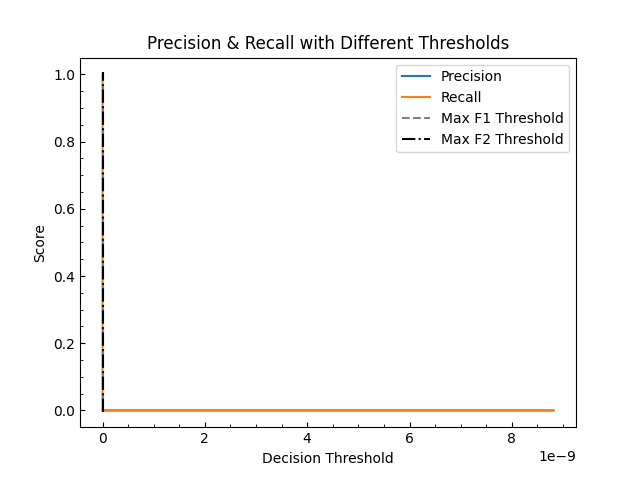 Precision & Recall with Different Thresholds
Precision
Recall
Max F1 Threshold
Max F2 Threshold
1.0
0.8
0.6
0.4
0.2
0.0
Score
0 2 4 6 8
1e−9
Decision Threshold